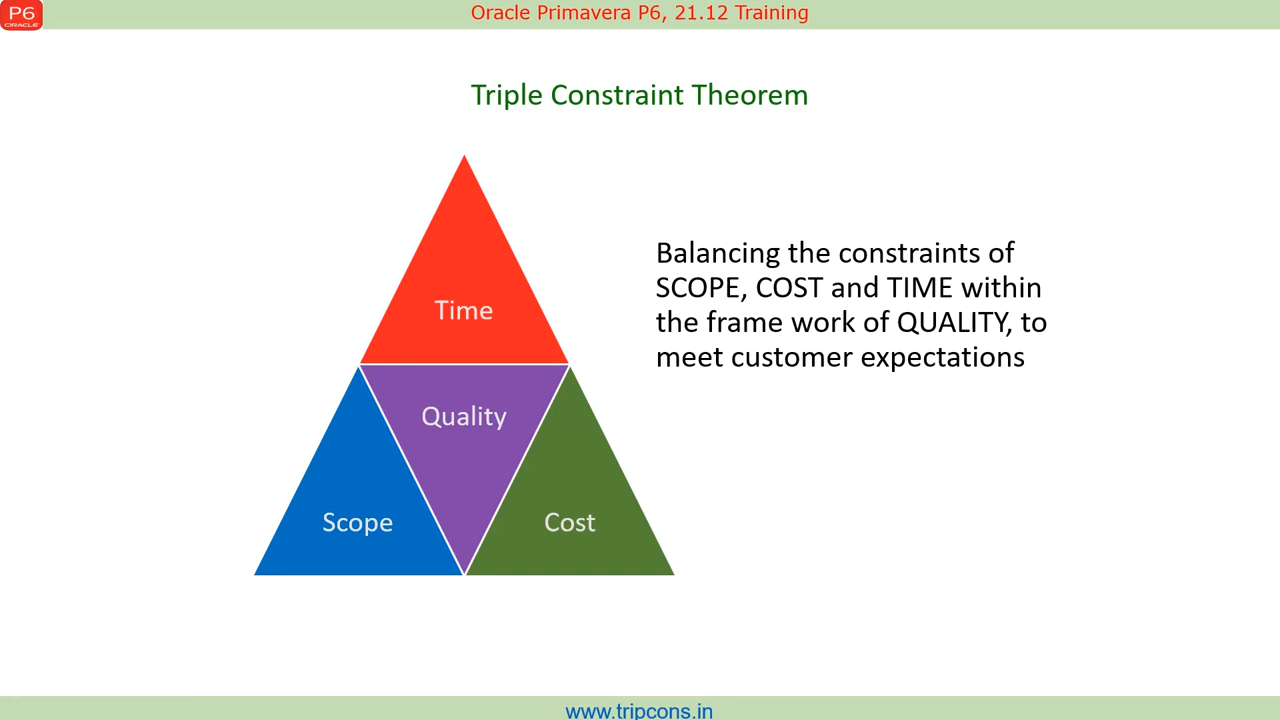 P6
ORACLE
Oracle Primavera P6, 21.12 Training
Triple Constraint Theorem
Time
Quality
Scope
Cost
Balancing the constraints of
SCOPE, COST and TIME within
the frame work of QUALITY, to
meet customer expectations
www.tripcons.in